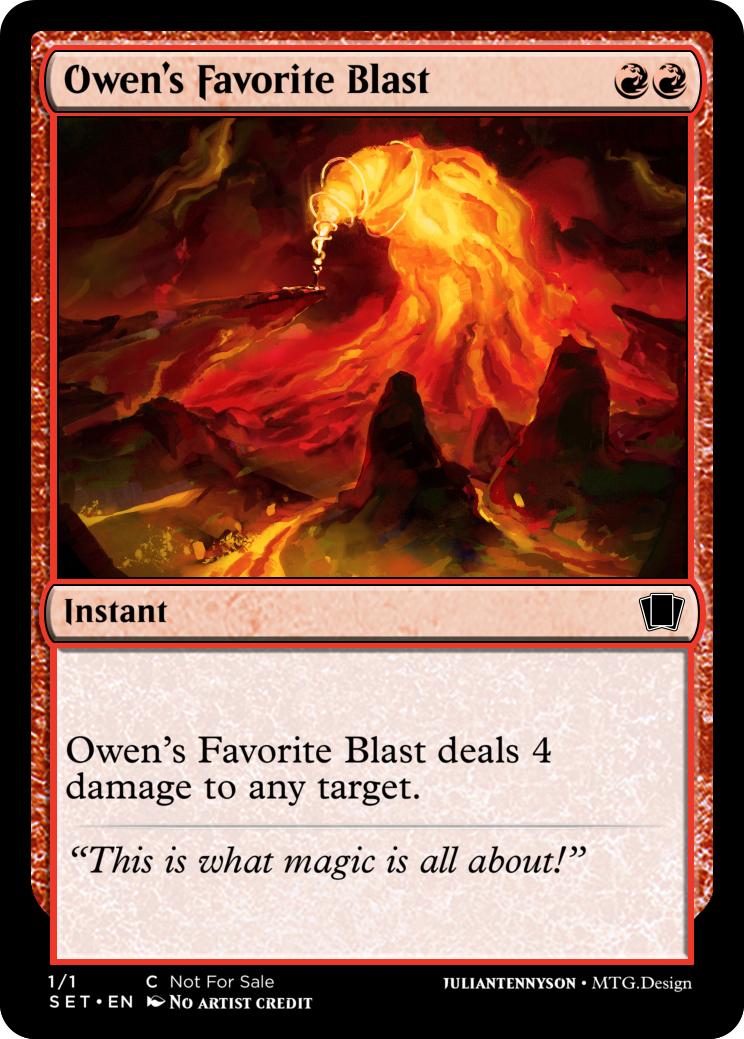 Owen's Favorite Blast
Instant
Owen's Favorite Blast deals 4
damage to any target.
“This is what magic is all about!”
1/1 C Not For Sale
SET • EN No artist credit
JULIANTENNYSON • MTG.Design